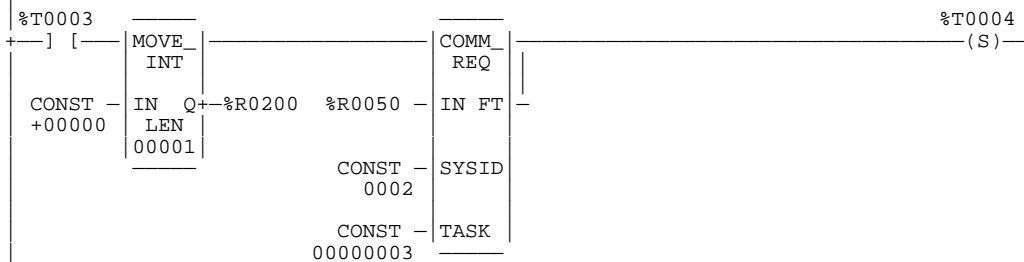 %T0003 %T0004
] [ MOVE_ COMM_ (S)
INT REQ
CONST IN Q+ %R0200 %R0050 IN FT
+00000 LEN
00001
CONST SYSID
0002
CONST TASK
00000003